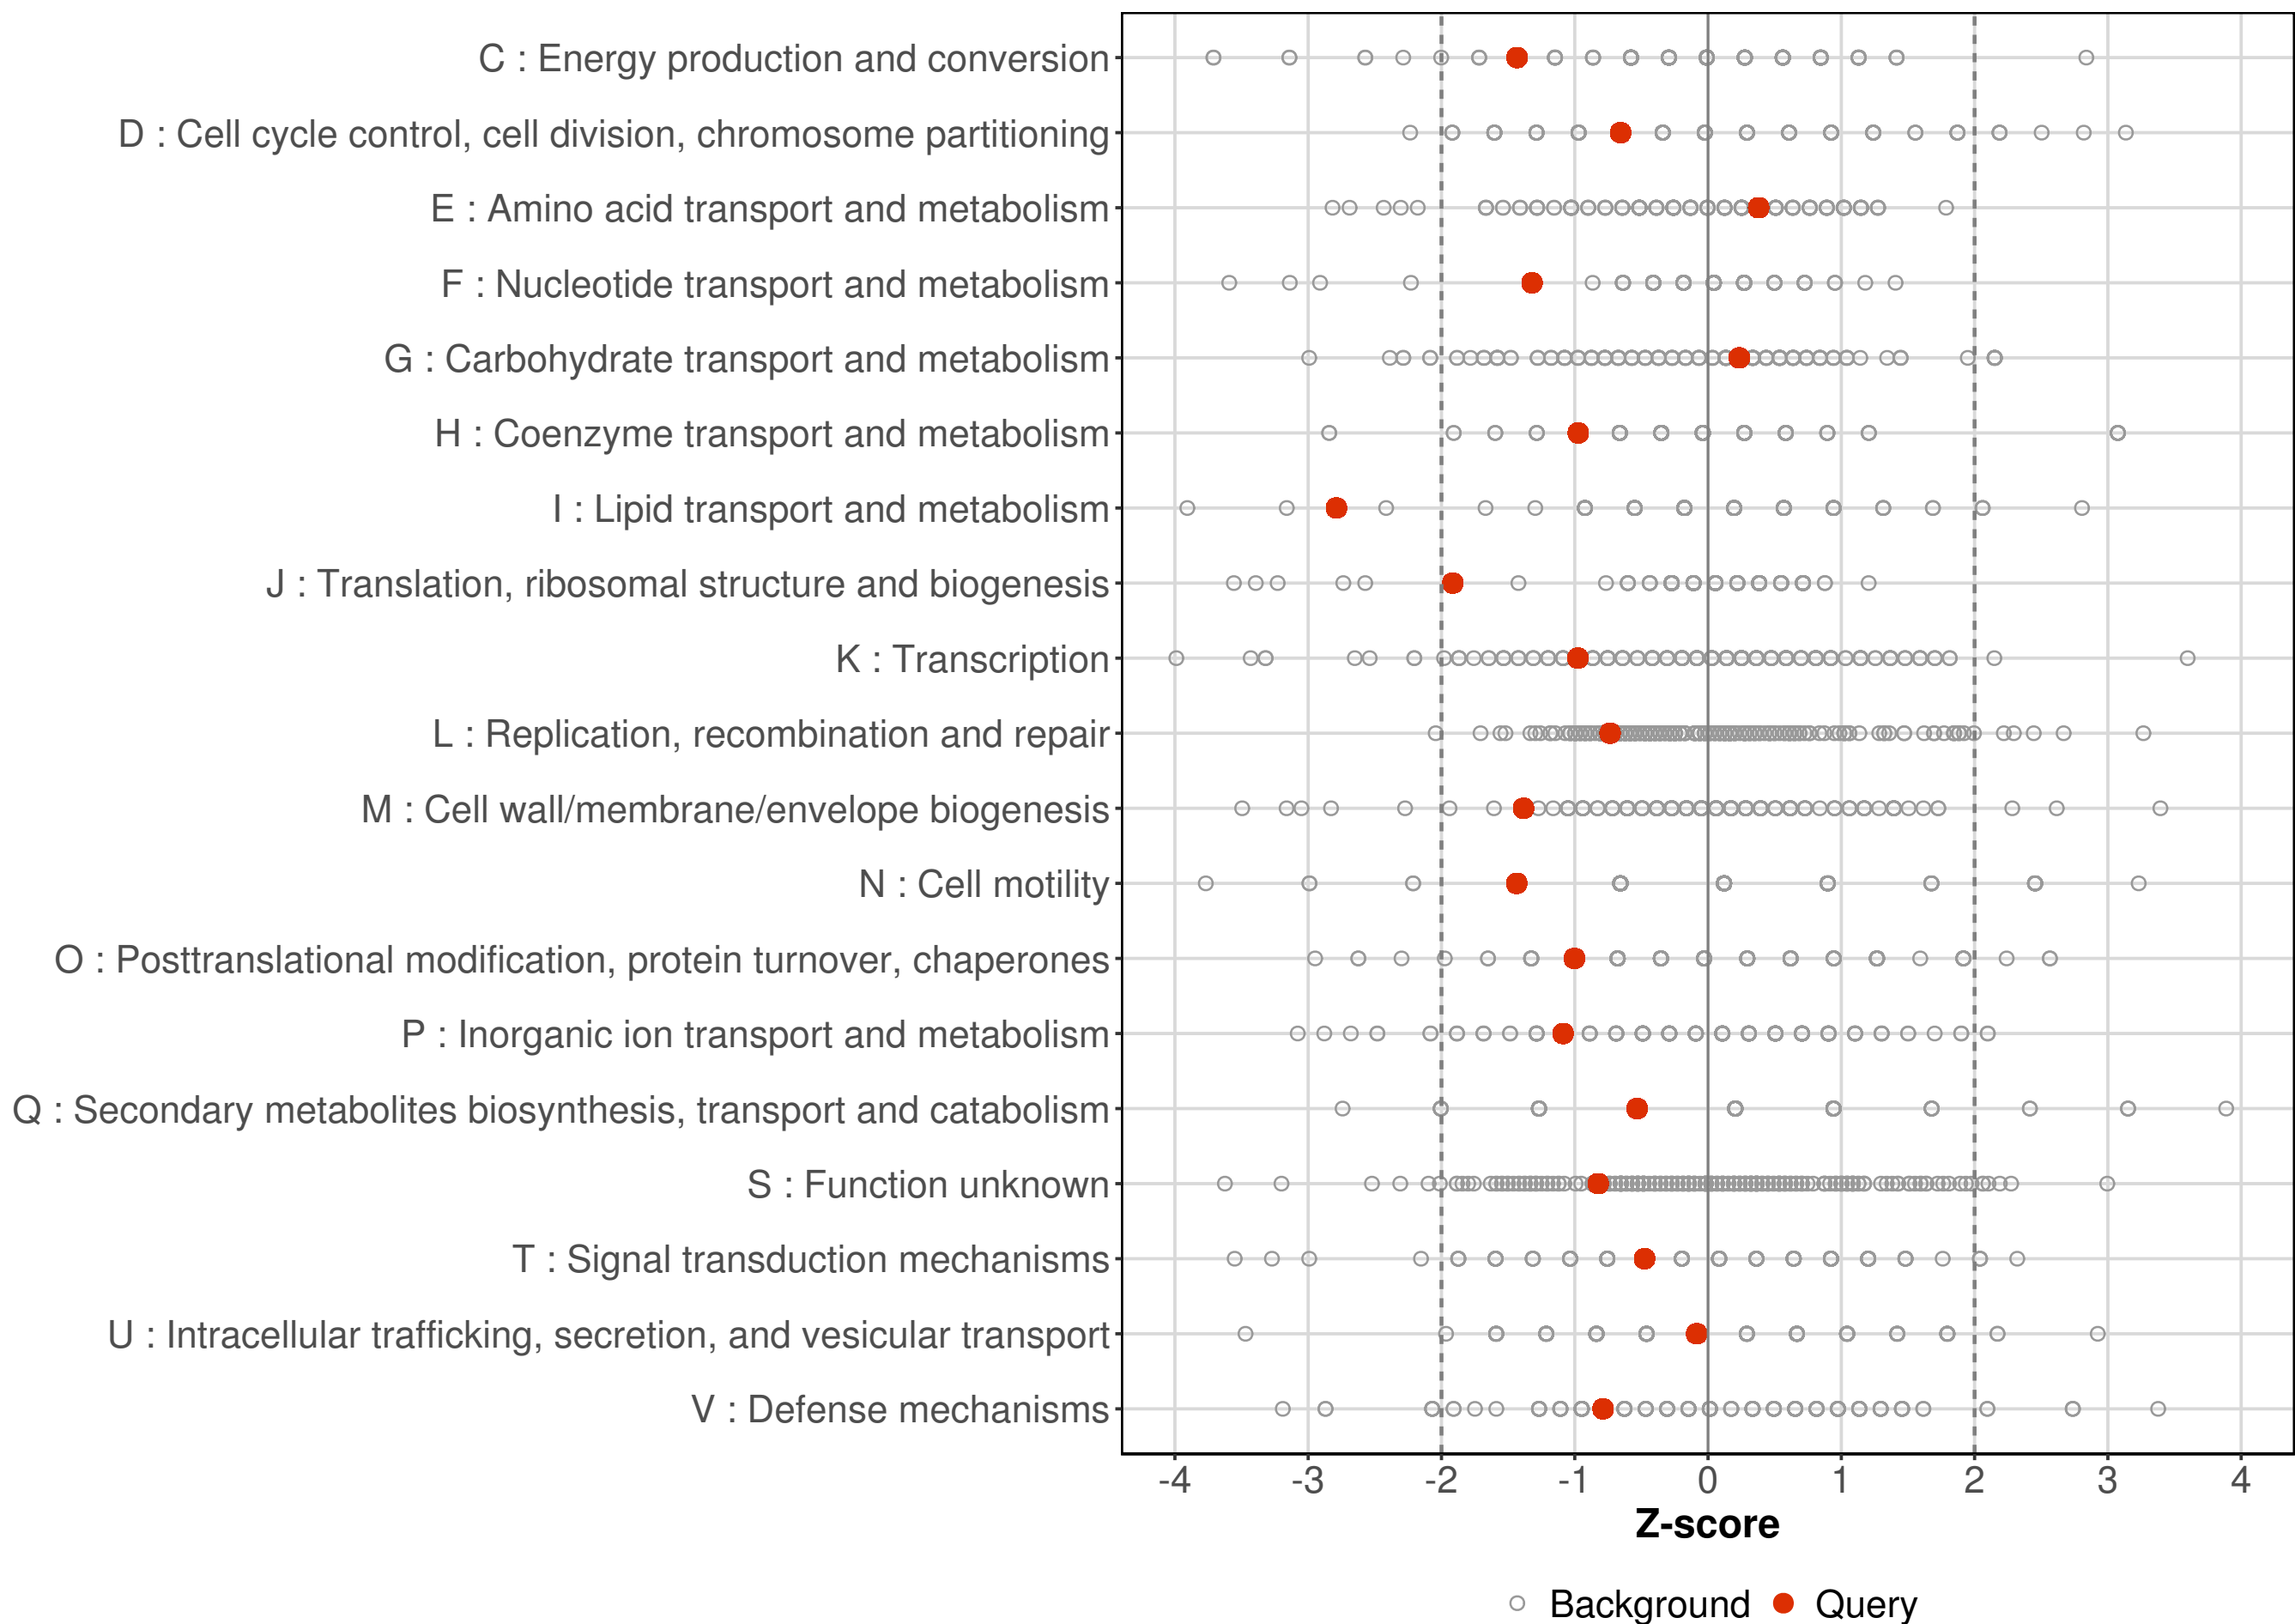 C : Energy production and conversion
D : Cell cycle control, cell division, chromosome partitioning
E : Amino acid transport and metabolism
F : Nucleotide transport and metabolism
G : Carbohydrate transport and metabolism
H : Coenzyme transport and metabolism
I : Lipid transport and metabolism
J : Translation, ribosomal structure and biogenesis
K : Transcription
L : Replication, recombination and repair
M : Cell wall/membrane/envelope biogenesis
N : Cell motility
O : Posttranslational modification, protein turnover, chaperones
P : Inorganic ion transport and metabolism
Q : Secondary metabolites biosynthesis, transport and catabolism
S : Function unknown
T : Signal transduction mechanisms
U : Intracellular trafficking, secretion, and vesicular transport
V : Defense mechanisms
-4 -3 -2 -1 0 1 2 3 4
Z-score
Background Query